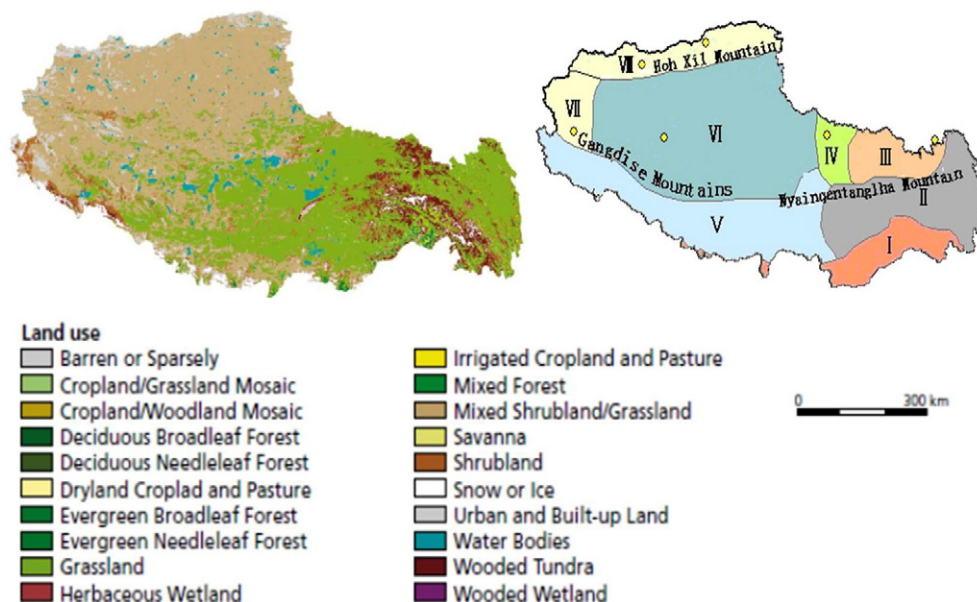 Ⅷ Hoh Xil Mountain
Ⅶ
Ⅵ
Ⅳ
Ⅲ
Gangdise Mountains
Nyainqentanglha Mountain
Ⅱ
Ⅴ
Ⅰ
Land use
Barren or Sparsely
Cropland/Grassland Mosaic
Cropland/Woodland Mosaic
Deciduous Broadleaf Forest
Deciduous Needleleaf Forest
Dryland Croplad and Pasture
Evergreen Broadleaf Forest
Evergreen Needleleaf Forest
Grassland
Herbaceous Wetland
Irrigated Cropland and Pasture
Mixed Forest
Mixed Shrubland/Grassland
Savanna
Shrubland
Snow or Ice
Urban and Built-up Land
Water Bodies
Wooded Tundra
Wooded Wetland
0 300 km